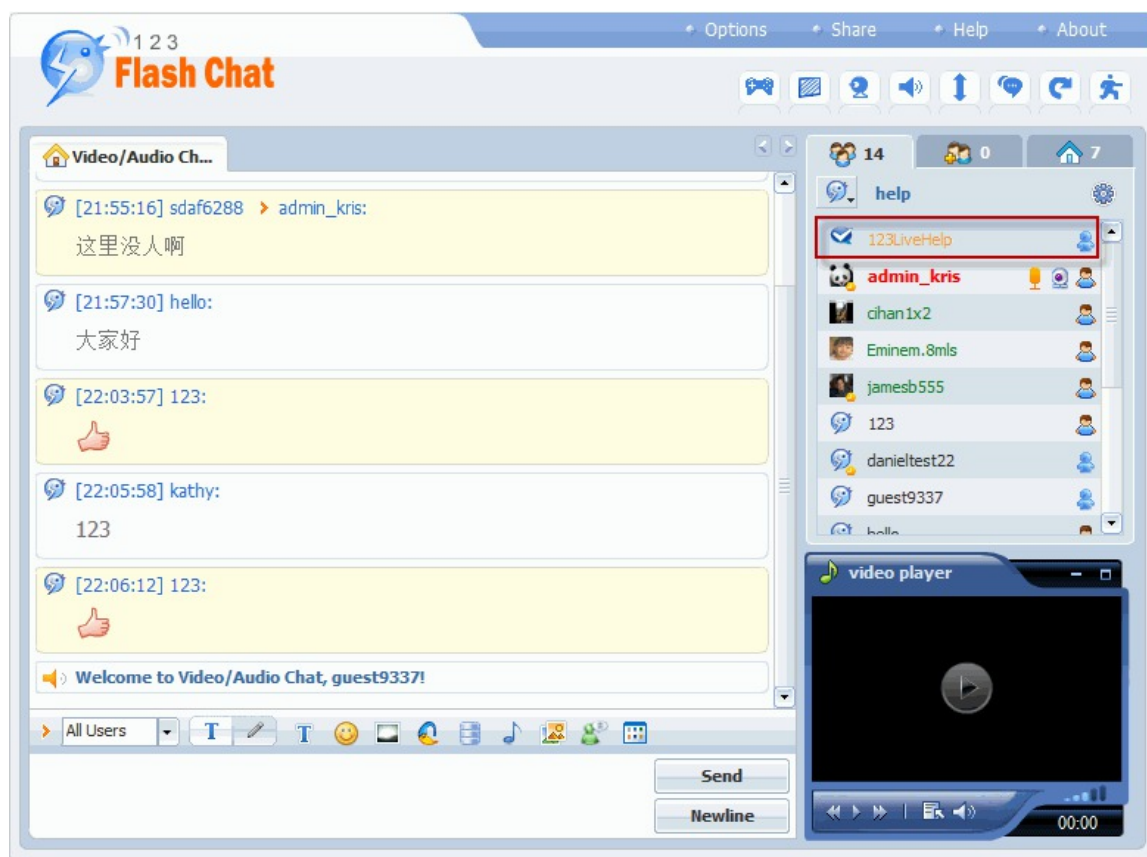 Options Share Help About
123
Flash Chat
Video/Audio Ch...
[21:55:16] sdaf6288 > admin_kris:
这里没人啊
[21:57:30] hello:
大家好
[22:03:57] 123:
[22:05:58] kathy:
123
[22:06:12] 123:
Welcome to Video/Audio Chat, guest9337!
All Users
T
T
Send
Newline
14 0 7
help
123LiveHelp
admin_kris
cihan1x2
Eminem.8mls
jamesb555
123
danieltest22
guest9337
hello
video player
00:00